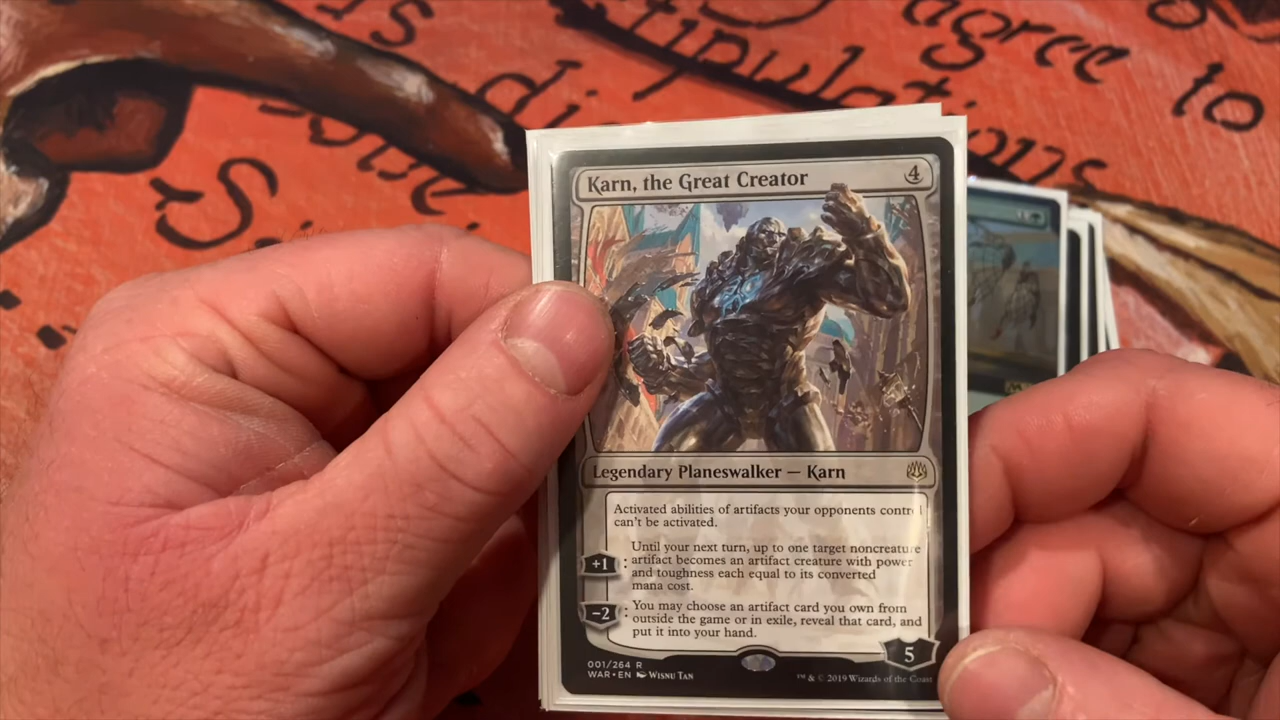 agree to
Karn, the Great Creator 4
Legendary Planeswalker — Karn
Activated abilities of artifacts your opponents control
can't be activated.
+1: Until your next turn, up to one target noncreature
artifact becomes an artifact creature with power
and toughness each equal to its converted
mana cost.
−2: You may choose an artifact card you own from
outside the game or in exile, reveal that card, and
put it into your hand.
5
001/264 R
WAR • EN Wisnu Tan
™ & © 2019 Wizards of the Coast